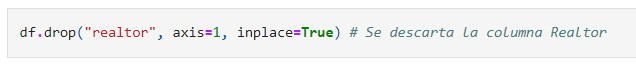 df.drop("realtor", axis=1, inplace=True) # Se descarta la columna Realtor